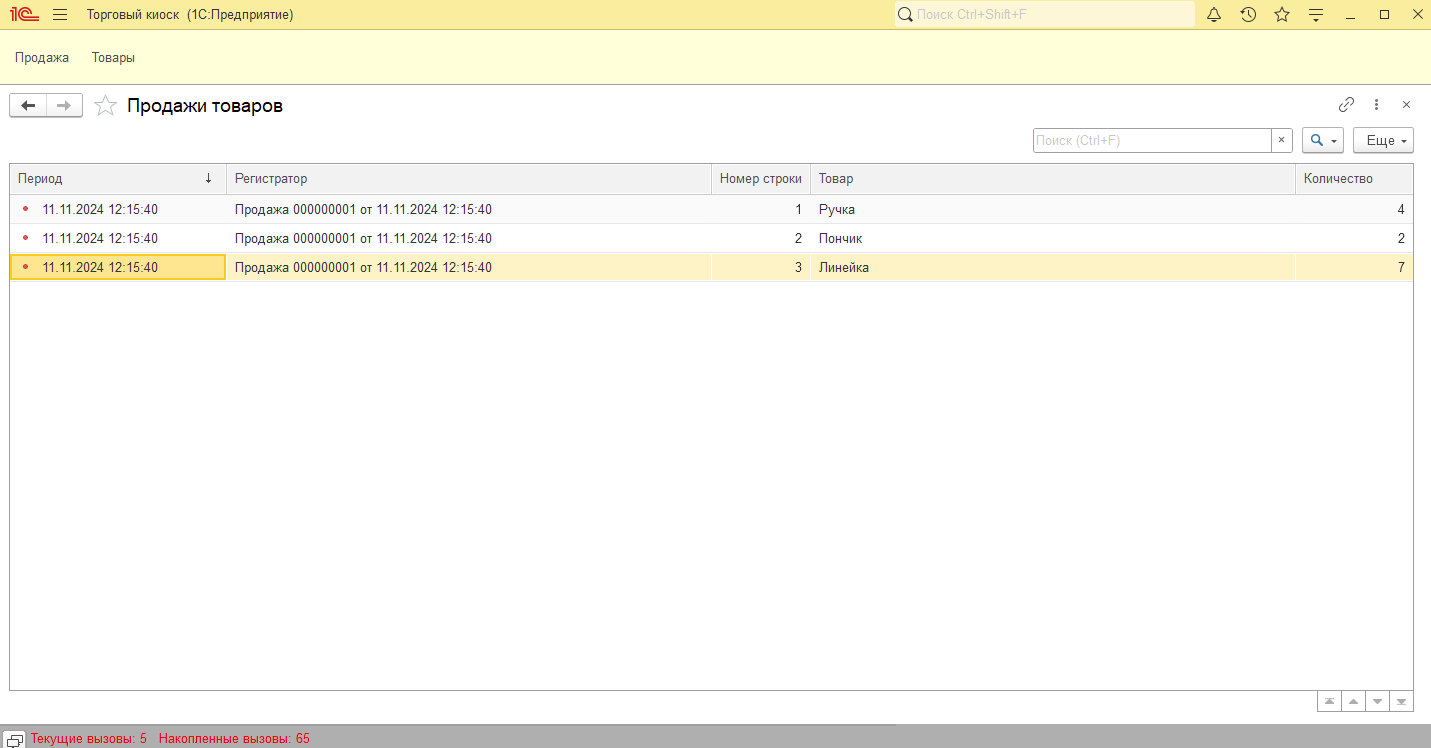 1С Торговый киоск (1С:Предприятие) Поиск Ctrl+Shift+F
Продажа Товары
Продажи товаров
Поиск (Ctrl+F) × Еще
Период ↓ Регистратор Номер строки Товар Количество
11.11.2024 12:15:40 Продажа 000000001 от 11.11.2024 12:15:40 1 Ручка 4
11.11.2024 12:15:40 Продажа 000000001 от 11.11.2024 12:15:40 2 Пончик 2
11.11.2024 12:15:40 Продажа 000000001 от 11.11.2024 12:15:40 3 Линейка 7
Текущие вызовы: 5 Накопленные вызовы: 65